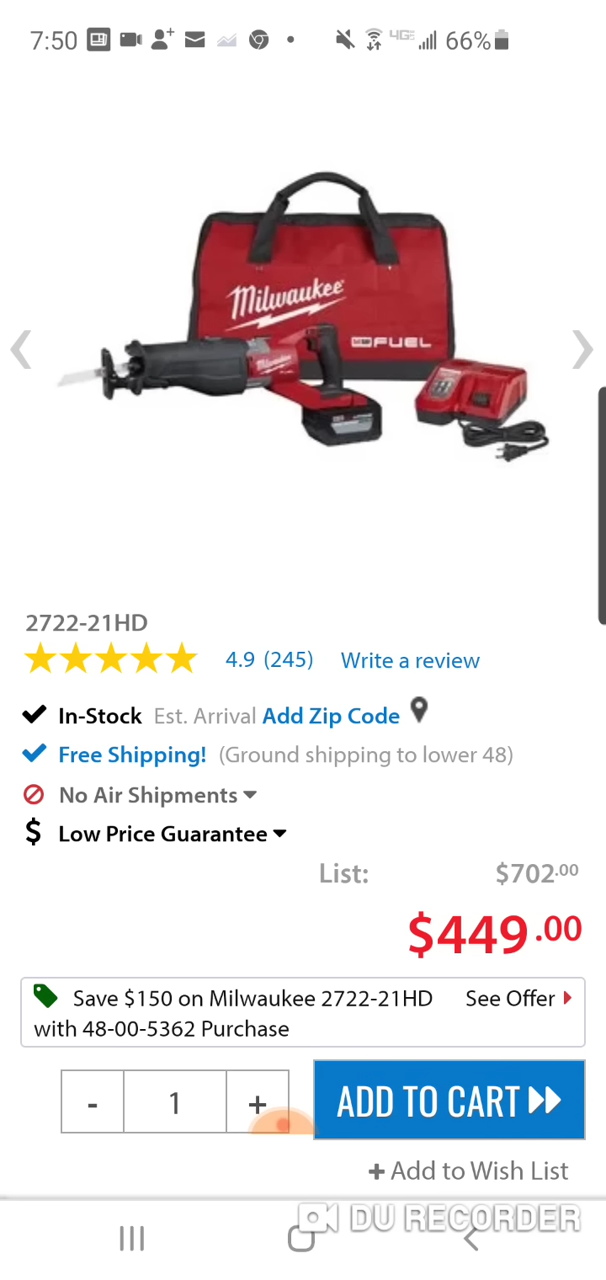 7:50 4GE 66%
Milwaukee
M18 FUEL
Milwaukee
2722-21HD
4.9 (245) Write a review
In-Stock Est. Arrival Add Zip Code
Free Shipping! (Ground shipping to lower 48)
No Air Shipments
$ Low Price Guarantee
List: $702.00
$449.00
Save $150 on Milwaukee 2722-21HD See Offer
with 48-00-5362 Purchase
- 1 + ADD TO CART
+ Add to Wish List
DU RECORDER